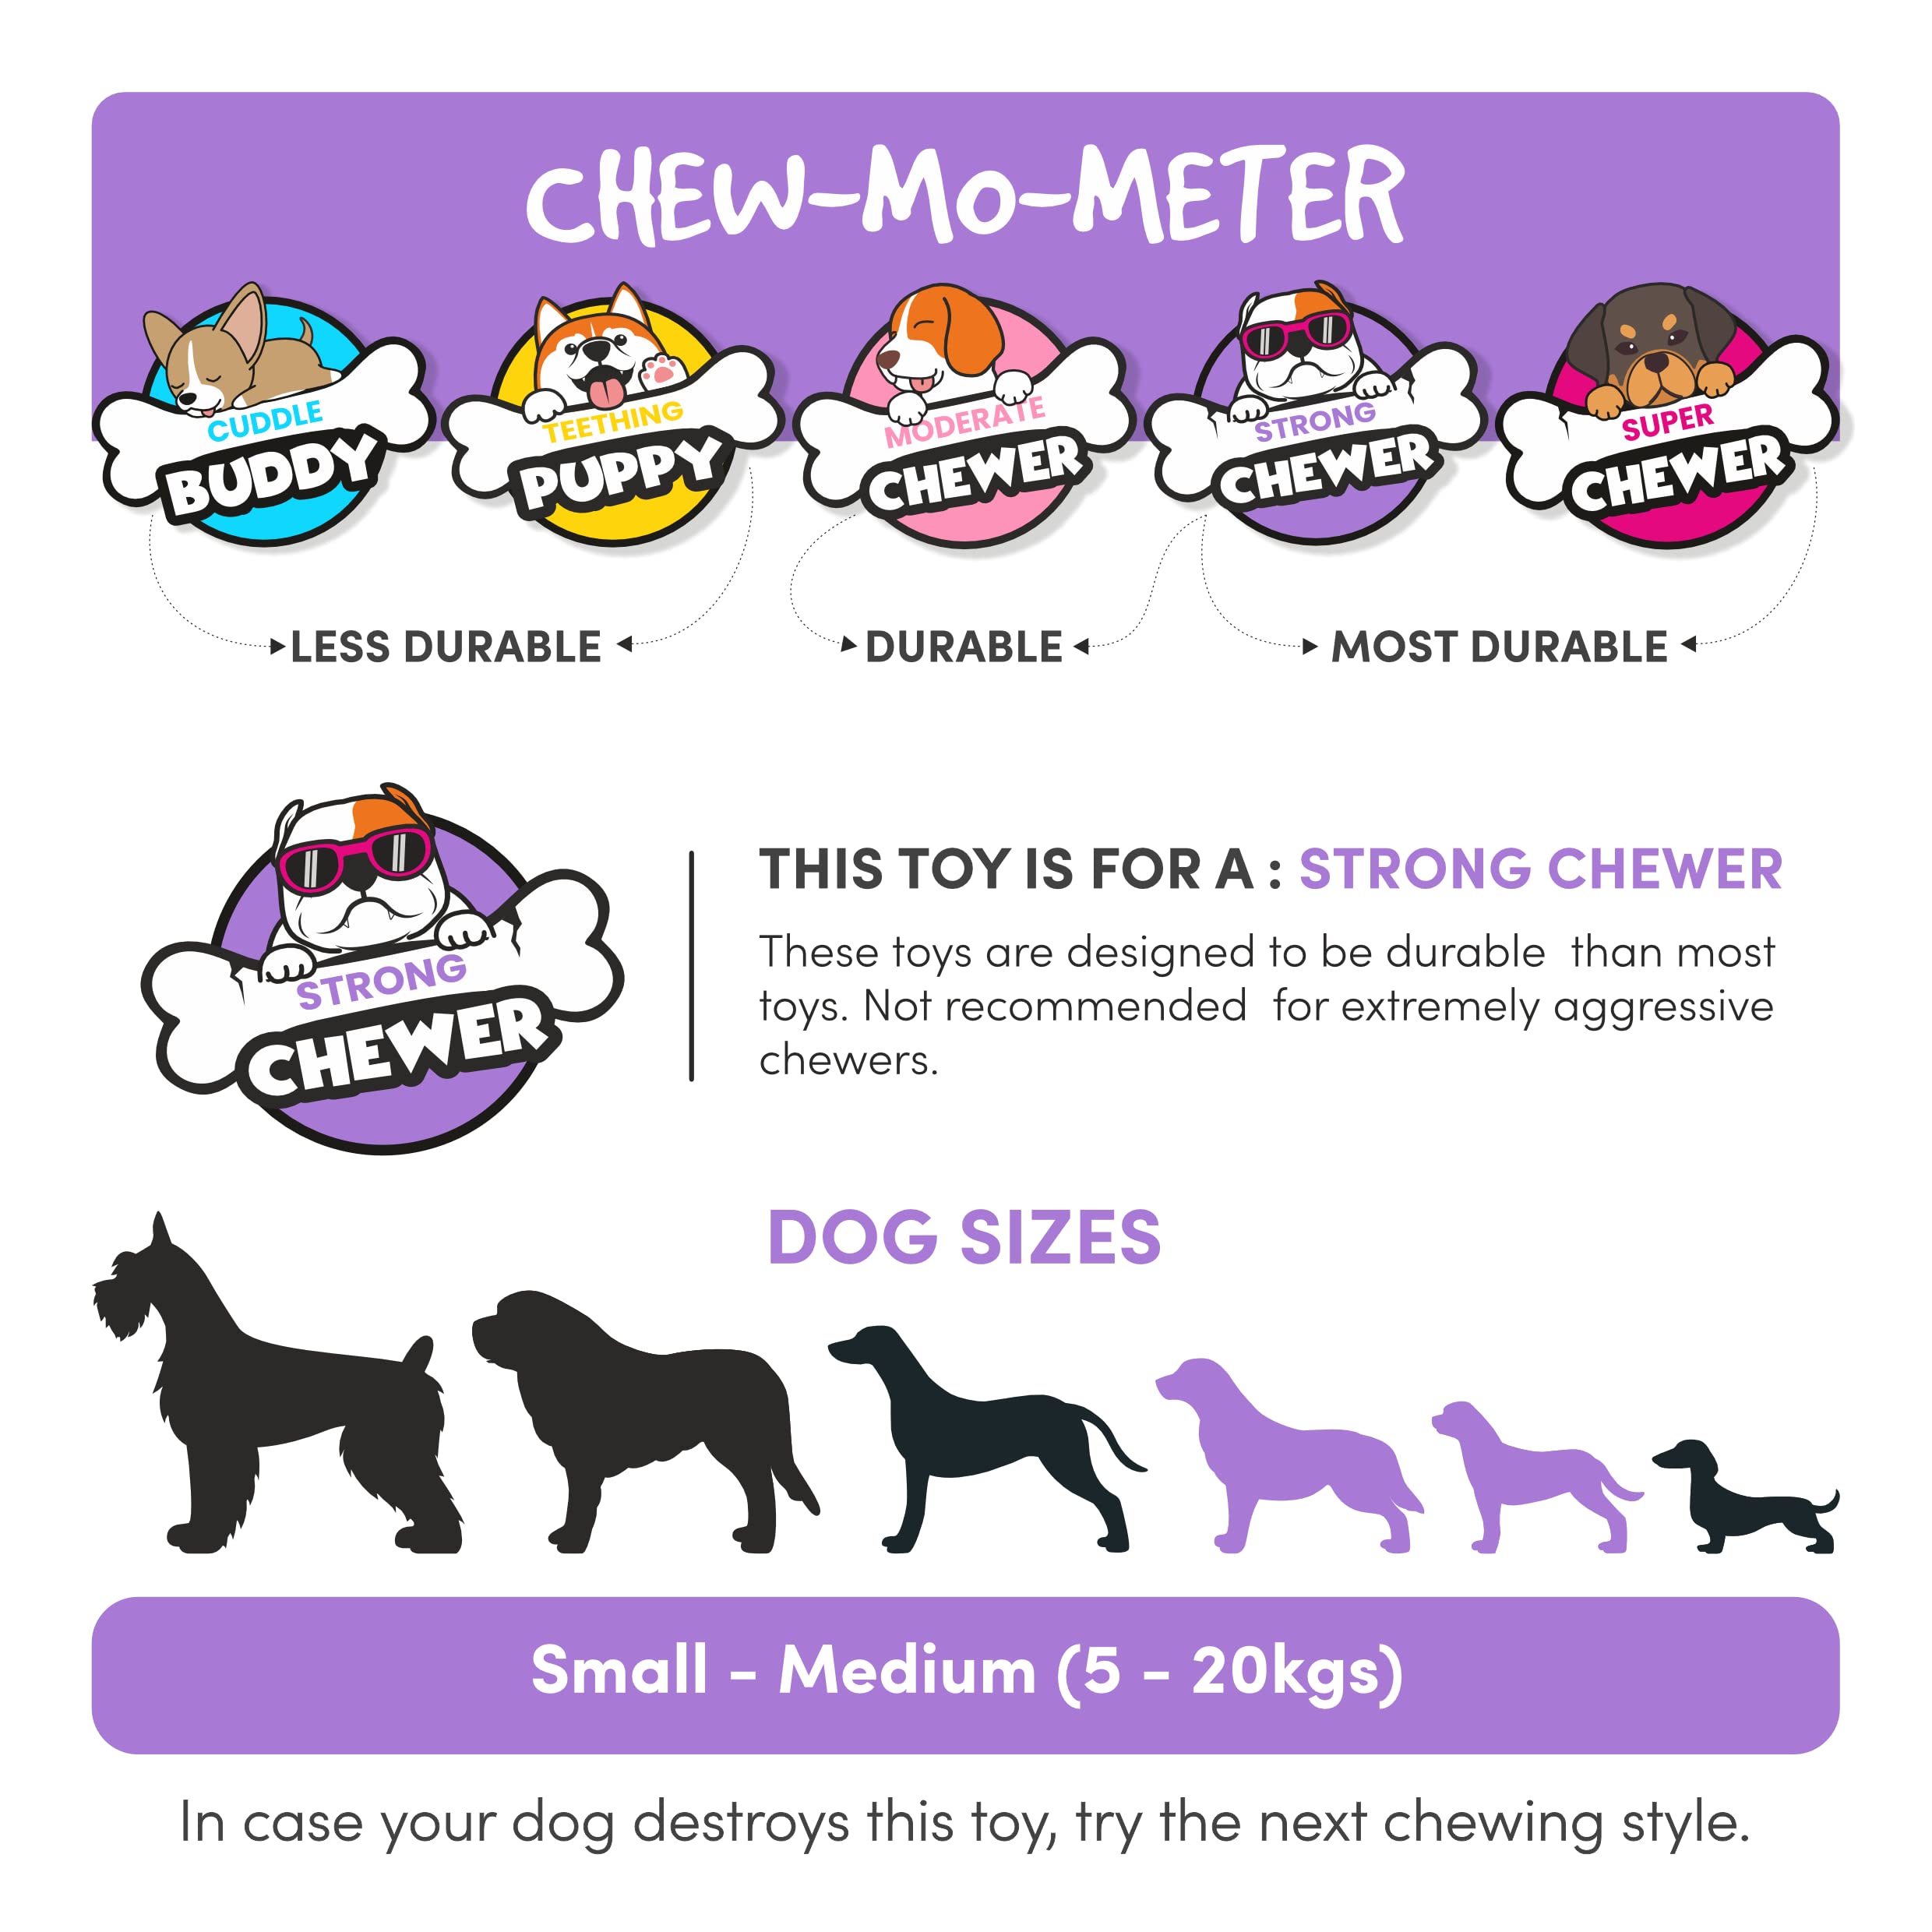 CHEW-MO-METER
CUDDLE
BUDDY
TEETHING
PUPPY
MODERATE
CHEWER
STRONG
CHEWER
SUPER
CHEWER
LESS DURABLE
DURABLE
MOST DURABLE
STRONG
CHEWER
THIS TOY IS FOR A : STRONG CHEWER
These toys are designed to be durable than most
toys. Not recommended for extremely aggressive
chewers.
DOG SIZES
Small - Medium (5 - 20kgs)
In case your dog destroys this toy, try the next chewing style.